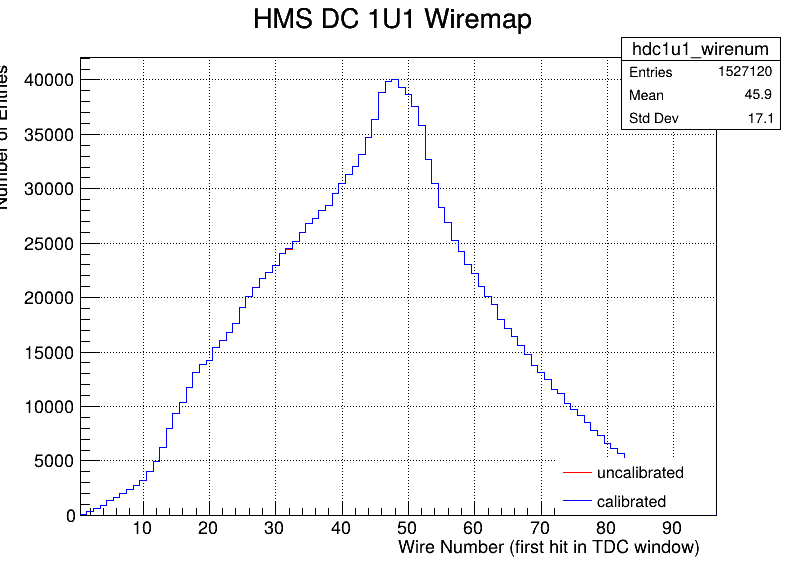 HMS DC 1U1 Wiremap
hdc1u1_wirenum
Entries 1527120
Mean 45.9
Std Dev 17.1
Number of Entries
40000
35000
30000
25000
20000
15000
10000
5000
0
uncalibrated
calibrated
10 20 30 40 50 60 70 80 90
Wire Number (first hit in TDC window)